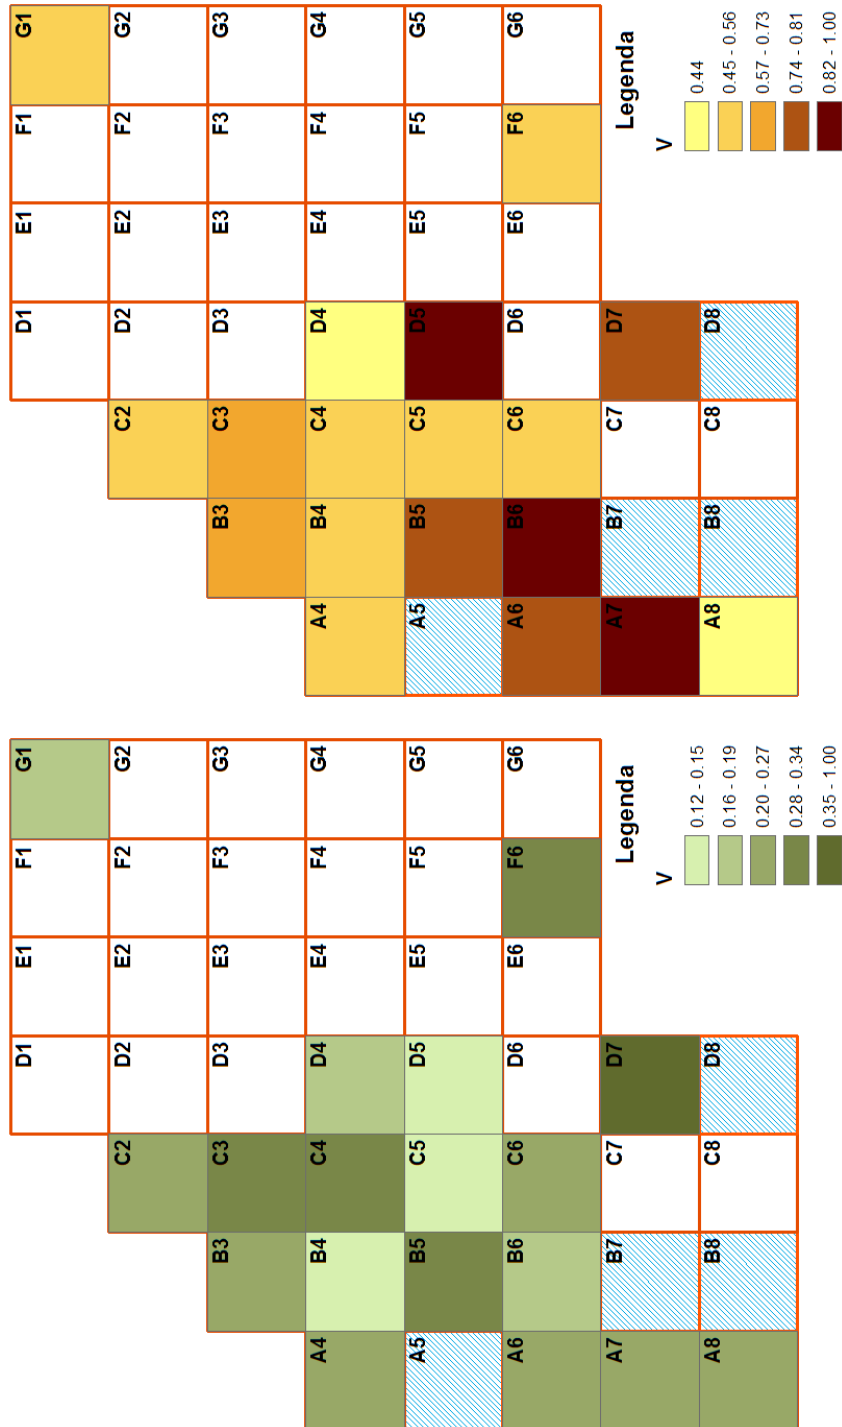 D1 E1 F1 G1
C2 D2 E2 F2 G2
B3 C3 D3 E3 F3 G3
A4 B4 C4 D4 E4 F4 G4
A5 B5 C5 D5 E5 F5 G5
A6 B6 C6 D6 E6 F6 G6
A7 B7 C7 D7
A8 B8 C8 D8
Legenda
V
0.12 - 0.15
0.16 - 0.19
0.20 - 0.27
0.28 - 0.34
0.35 - 1.00
D1 E1 F1 G1
C2 D2 E2 F2 G2
B3 C3 D3 E3 F3 G3
A4 B4 C4 D4 E4 F4 G4
A5 B5 C5 D5 E5 F5 G5
A6 B6 C6 D6 E6 F6 G6
A7 B7 C7 D7
A8 B8 C8 D8
Legenda
V
0.44
0.45 - 0.56
0.57 - 0.73
0.74 - 0.81
0.82 - 1.00